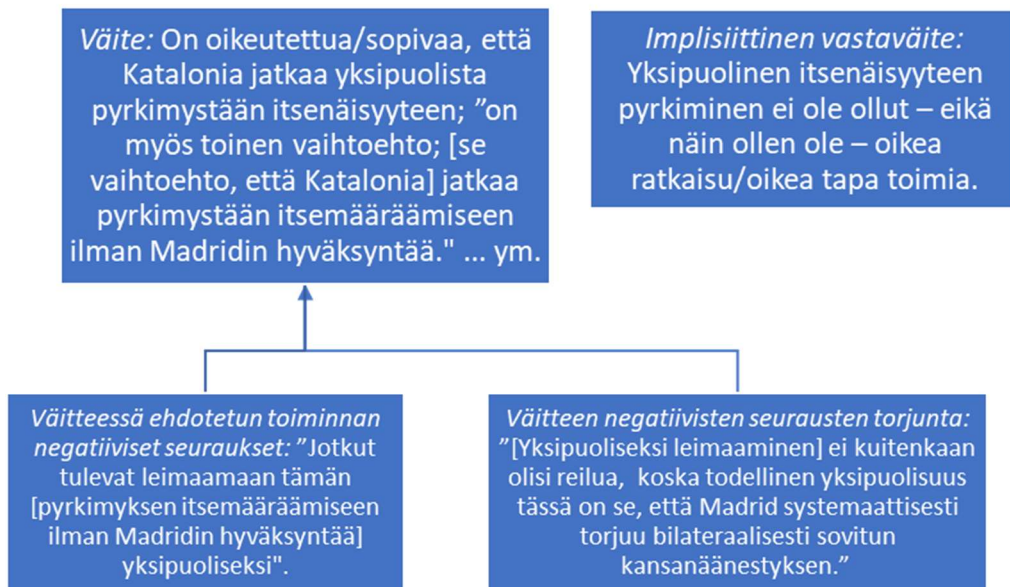 Väite: On oikeutettua/sopivaa, että
Katalonia jatkaa yksipuolista
pyrkimystään itsenäisyyteen; ”on
myös toinen vaihtoehto; [se
vaihtoehto, että Katalonia] jatkaa
pyrkimystään itsemääräämiseen
ilman Madridin hyväksyntää." ... ym.
Implisiittinen vastaväite:
Yksipuolinen itsenäisyyteen
pyrkiminen ei ole ollut – eikä
näin ollen ole – oikea
ratkaisu/oikea tapa toimia.
Väitteessä ehdotetun toiminnan
negatiiviset seuraukset: ”Jotkut
tulevat leimaamaan tämän
[pyrkimyksen itsemääräämiseen
ilman Madridin hyväksyntää]
yksipuoliseksi".
Väitteen negatiivisten seurausten torjunta:
”[Yksipuoliseksi leimaaminen] ei kuitenkaan
olisi reilua, koska todellinen yksipuolisuus
tässä on se, että Madrid systemaattisesti
torjuu bilateraalisesti sovitun
kansanäänestyksen.”